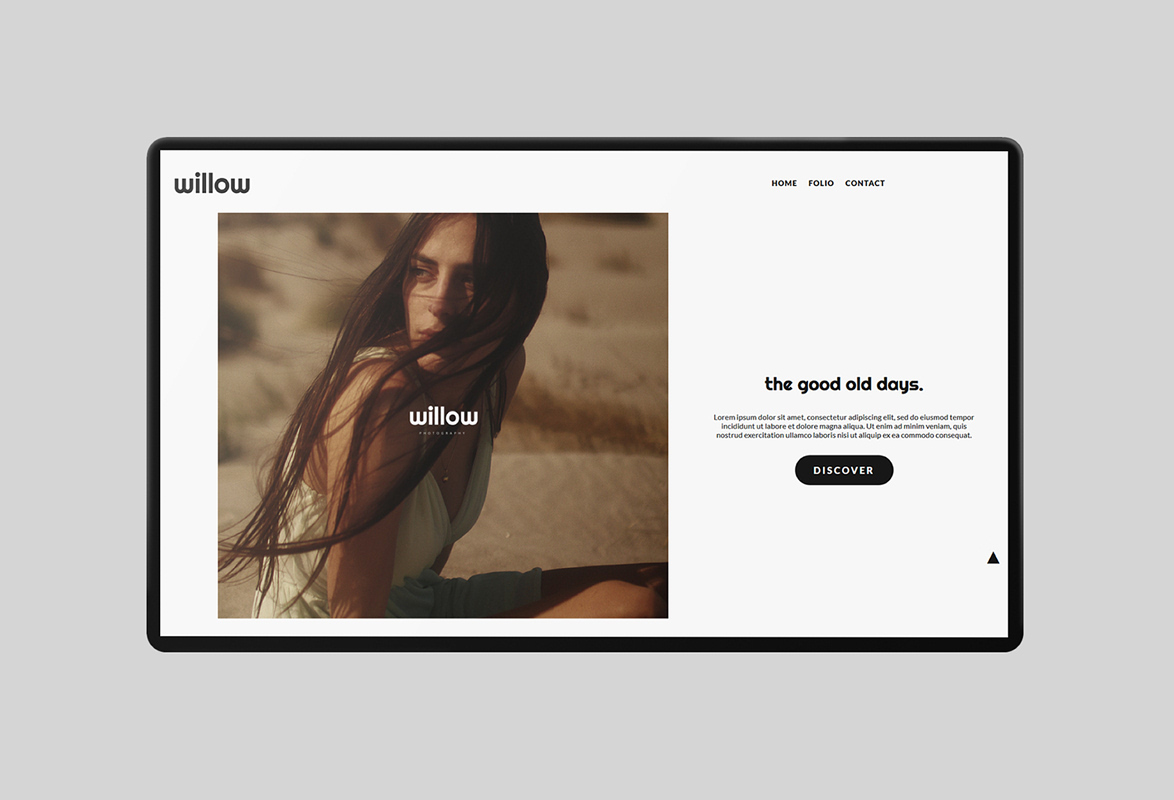 willow
HOME FOLIO CONTACT
willow
PHOTOGRAPHY
the good old days.
Lorem ipsum dolor sit amet, consectetur adipiscing elit, sed do eiusmod tempor
incididunt ut labore et dolore magna aliqua. Ut enim ad minim veniam, quis
nostrud exercitation ullamco laboris nisi ut aliquip ex ea commodo consequat.
DISCOVER